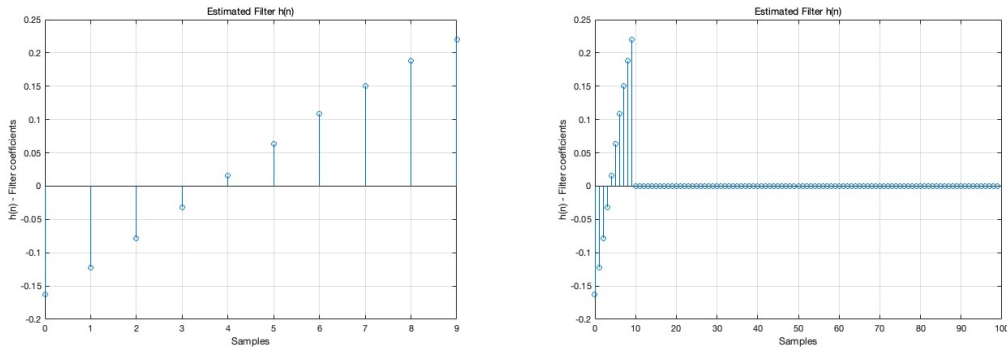 Estimated Filter h(n)
0.25
0.2
0.15
0.1
0.05
0
-0.05
-0.1
-0.15
-0.2
h(n) - Filter coefficients
0 1 2 3 4 5 6 7 8 9
Samples
Estimated Filter h(n)
0.25
0.2
0.15
0.1
0.05
0
-0.05
-0.1
-0.15
-0.2
h(n) - Filter coefficients
0 10 20 30 40 50 60 70 80 90 100
Samples